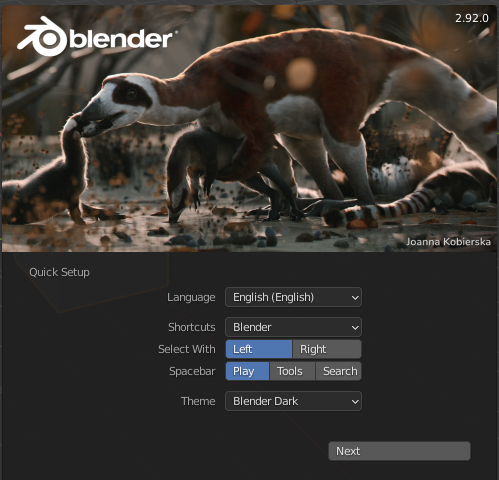 blender
2.92.0
Joanna Kobierska
Quick Setup
Language English (English)
Shortcuts Blender
Select With Left Right
Spacebar Play Tools Search
Theme Blender Dark
Next